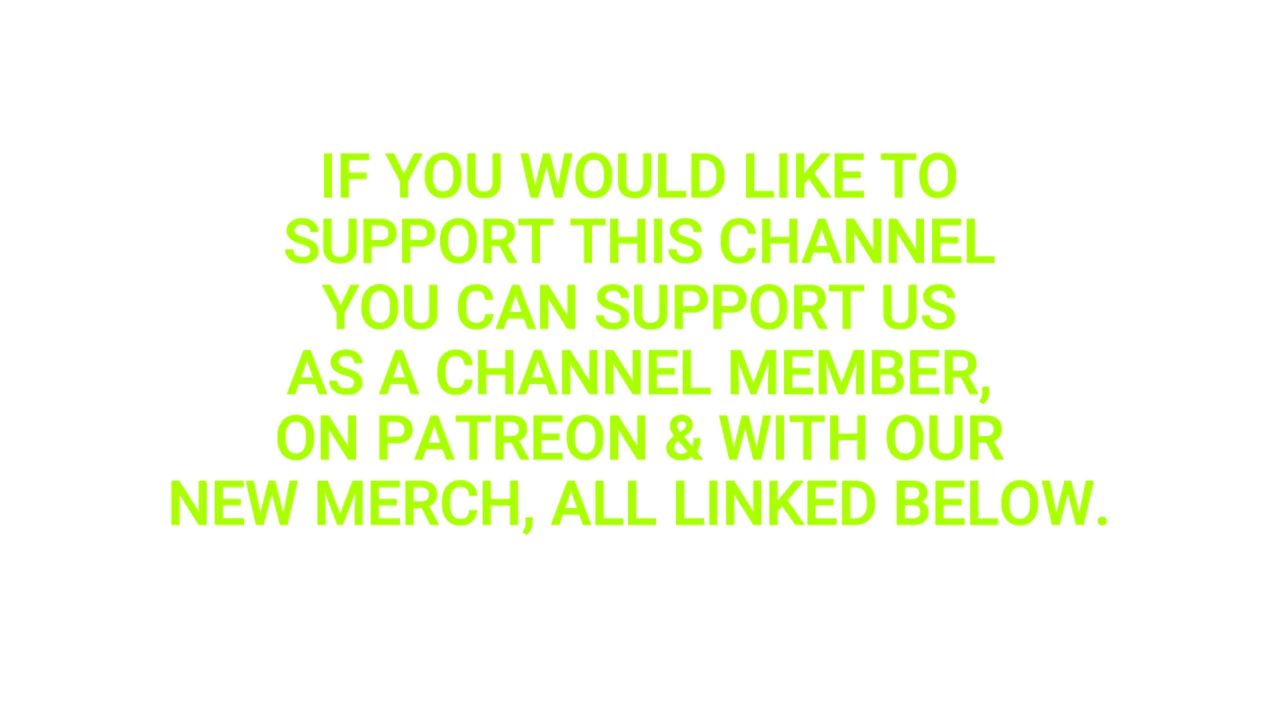 IF YOU WOULD LIKE TO
SUPPORT THIS CHANNEL
YOU CAN SUPPORT US
AS A CHANNEL MEMBER,
ON PATREON & WITH OUR
NEW MERCH, ALL LINKED BELOW.